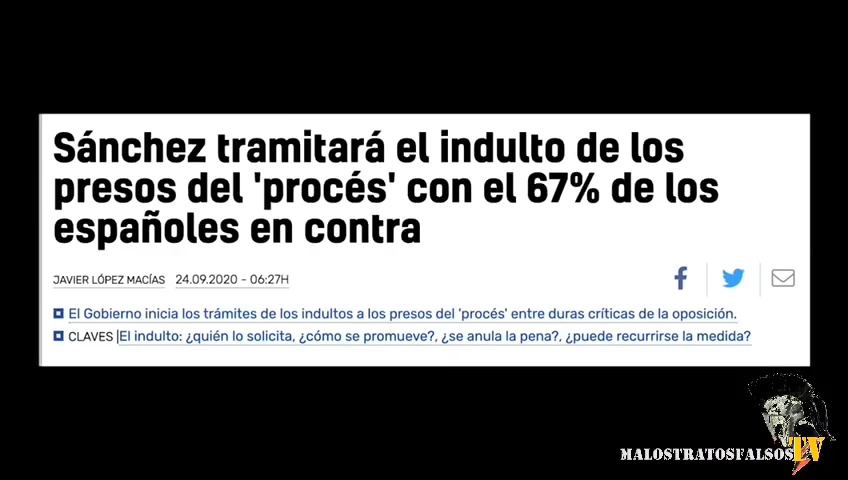 Sánchez tramitará el indulto de los
presos del 'procés' con el 67% de los
españoles en contra
JAVIER LÓPEZ MACÍAS 24.09.2020 - 06:27H
El Gobierno inicia los trámites de los indultos a los presos del 'procés' entre duras críticas de la oposición.
CLAVES |El indulto: ¿quién lo solicita, ¿cómo se promueve?, ¿se anula la pena?, ¿puede recurrirse la medida?
MALOSTRATOSFALSOS TV